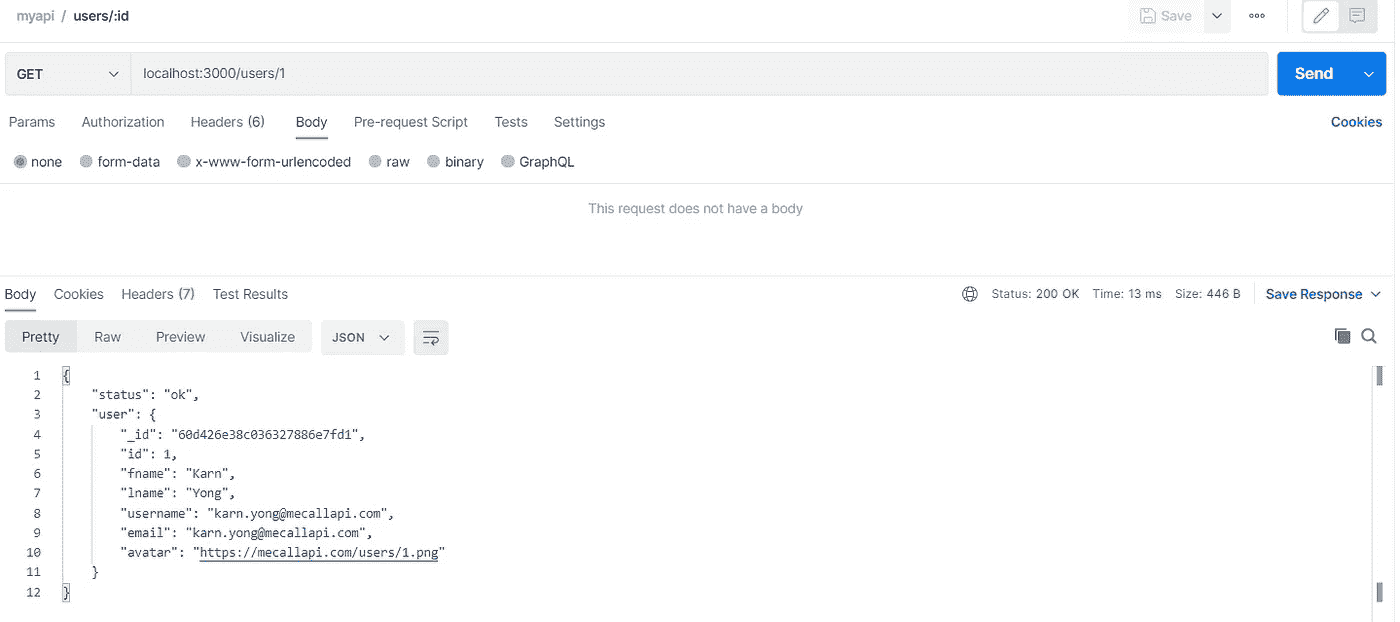 myapi / users/:id Save ooo
GET localhost:3000/users/1 Send
Params Authorization Headers (6) Body Pre-request Script Tests Settings Cookies
none form-data x-www-form-urlencoded raw binary GraphQL
This request does not have a body
Body Cookies Headers (7) Test Results Status: 200 OK Time: 13 ms Size: 446 B Save Response
Pretty Raw Preview Visualize JSON
1 {
2 "status": "ok",
3 "user": {
4 "_id": "60d426e38c036327886e7fd1",
5 "id": 1,
6 "fname": "Karn",
7 "lname": "Yong",
8 "username": "karn.yong@mecallapi.com",
9 "email": "karn.yong@mecallapi.com",
10 "avatar": "https://mecallapi.com/users/1.png"
11 }
12 }